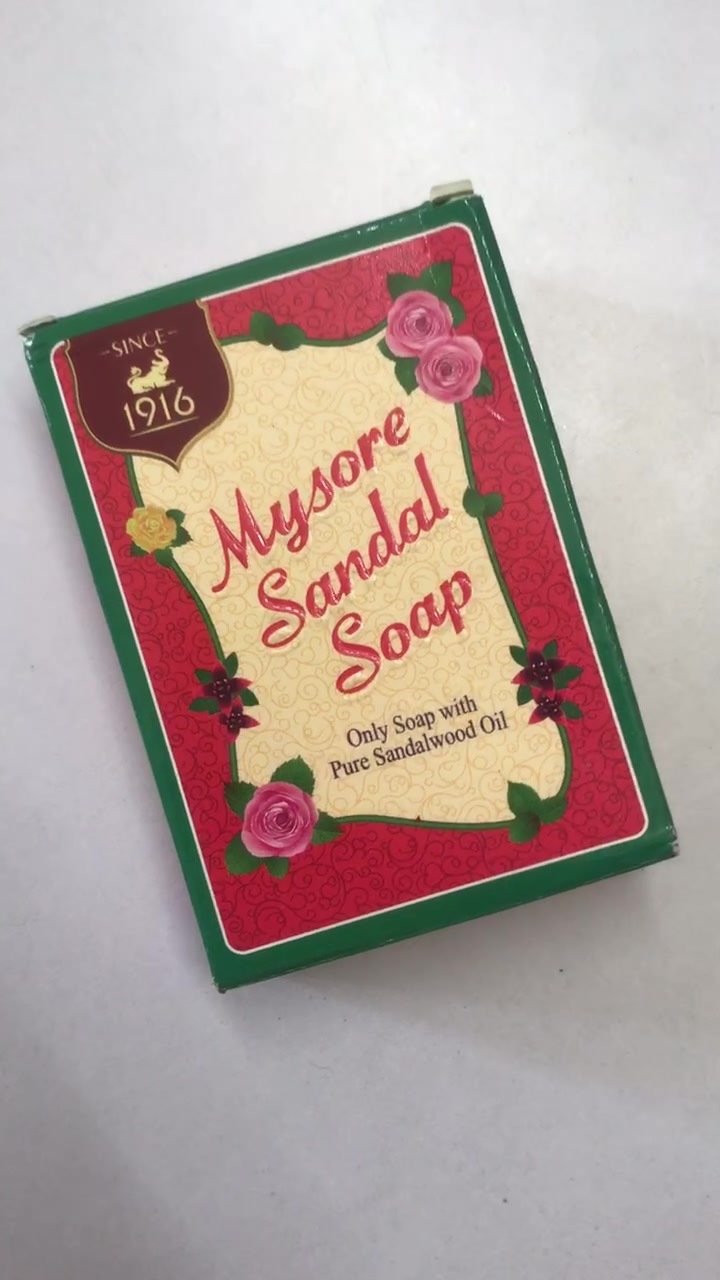 -SINCE-
1916
Mysore
Sandal
Soap
Only Soap with
Pure Sandalwood Oil